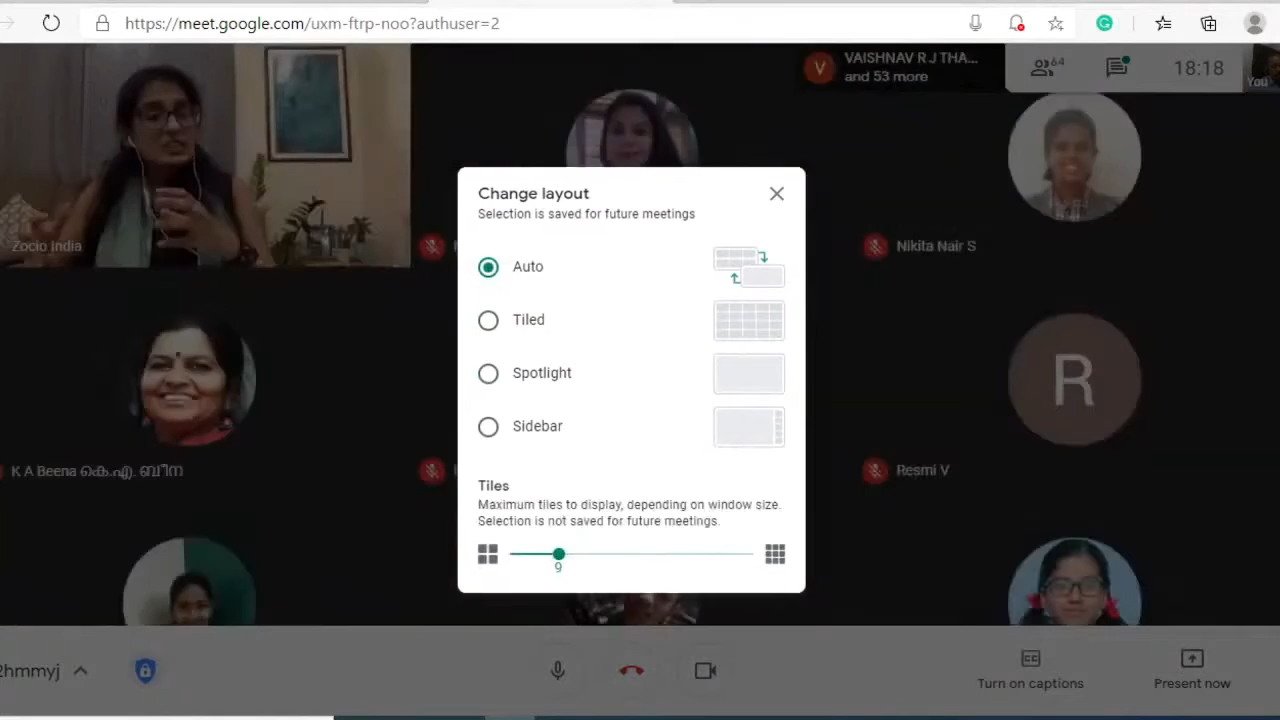 https://meet.google.com/uxm-ftrp-noo?authuser=2
V
VAISHNAV R J THA...
and 53 more
64
18:18
You
Zocio India
Nikita Nair S
Change layout
Selection is saved for future meetings
Auto
Tiled
Spotlight
Sidebar
Tiles
Maximum tiles to display, depending on window size.
Selection is not saved for future meetings.
9
R
K A Beena കെ.എ. ബീന
Resmi V
2hmmyj
CC
Turn on captions
Present now